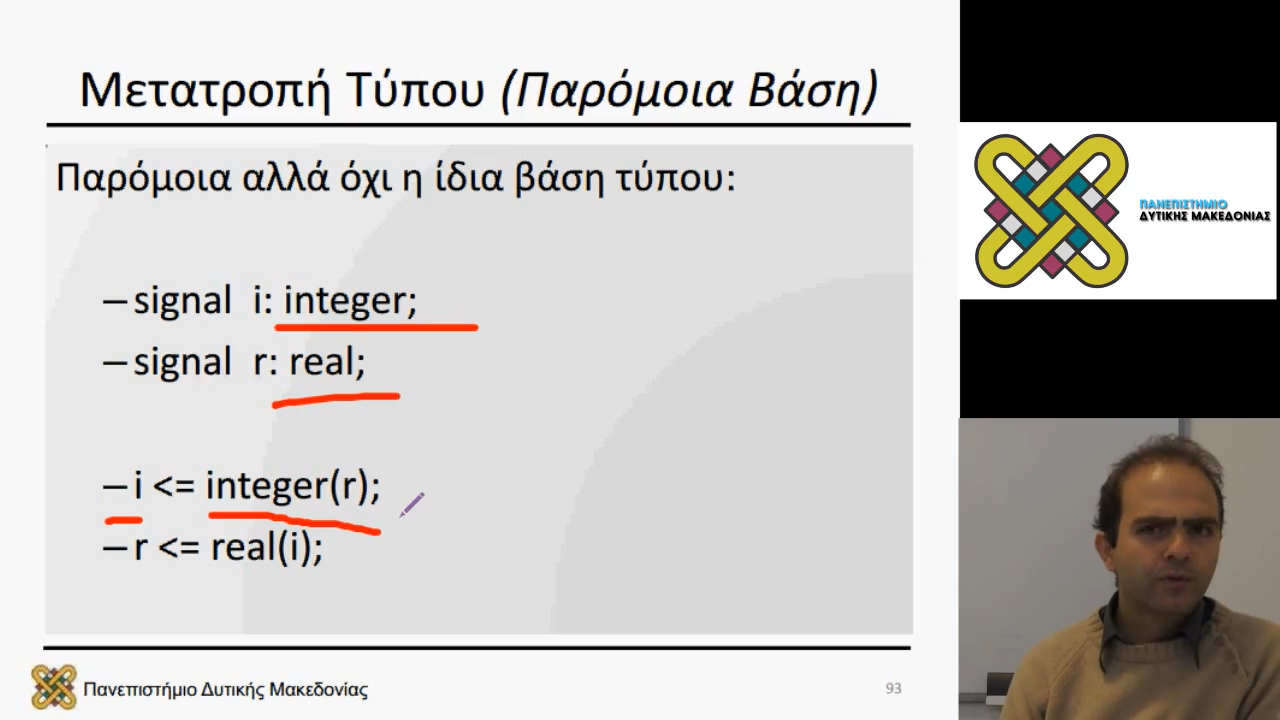 Μετατροπή Τύπου (Παρόμοια Βάση)
Παρόμοια αλλά όχι η ίδια βάση τύπου:
– signal i: integer;
– signal r: real;
– i <= integer(r);
– r <= real(i);
Πανεπιστήμιο Δυτικής Μακεδονίας
93
ΠΑΝΕΠΙΣΤΗΜΙΟ
ΔΥΤΙΚΗΣ ΜΑΚΕΔΟΝΙΑΣ